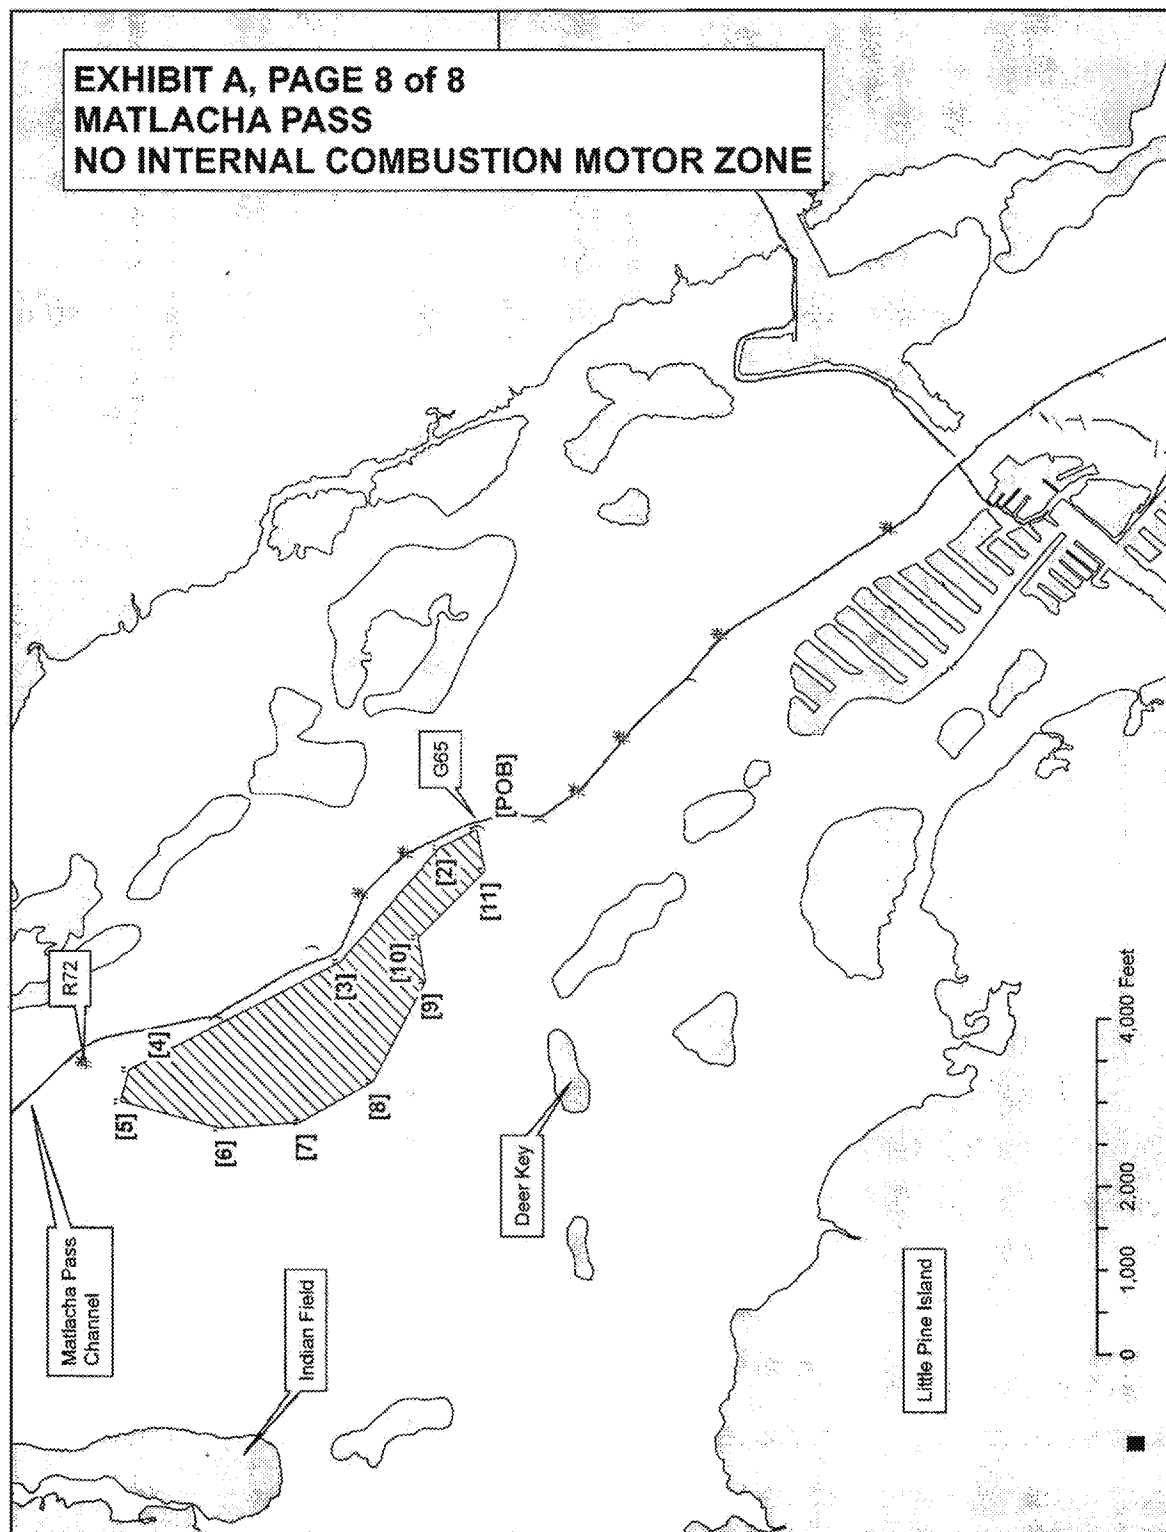 EXHIBIT A, PAGE 8 of 8
MATLACHA PASS
NO INTERNAL COMBUSTION MOTOR ZONE
Matlacha Pass
Channel
R72
G65
[POB]
[2]
[3]
[4]
[5]
[6]
[7]
[8]
[9]
[10]
[11]
Indian Field
Deer Key
Little Pine Island
0 1,000 2,000 4,000 Feet